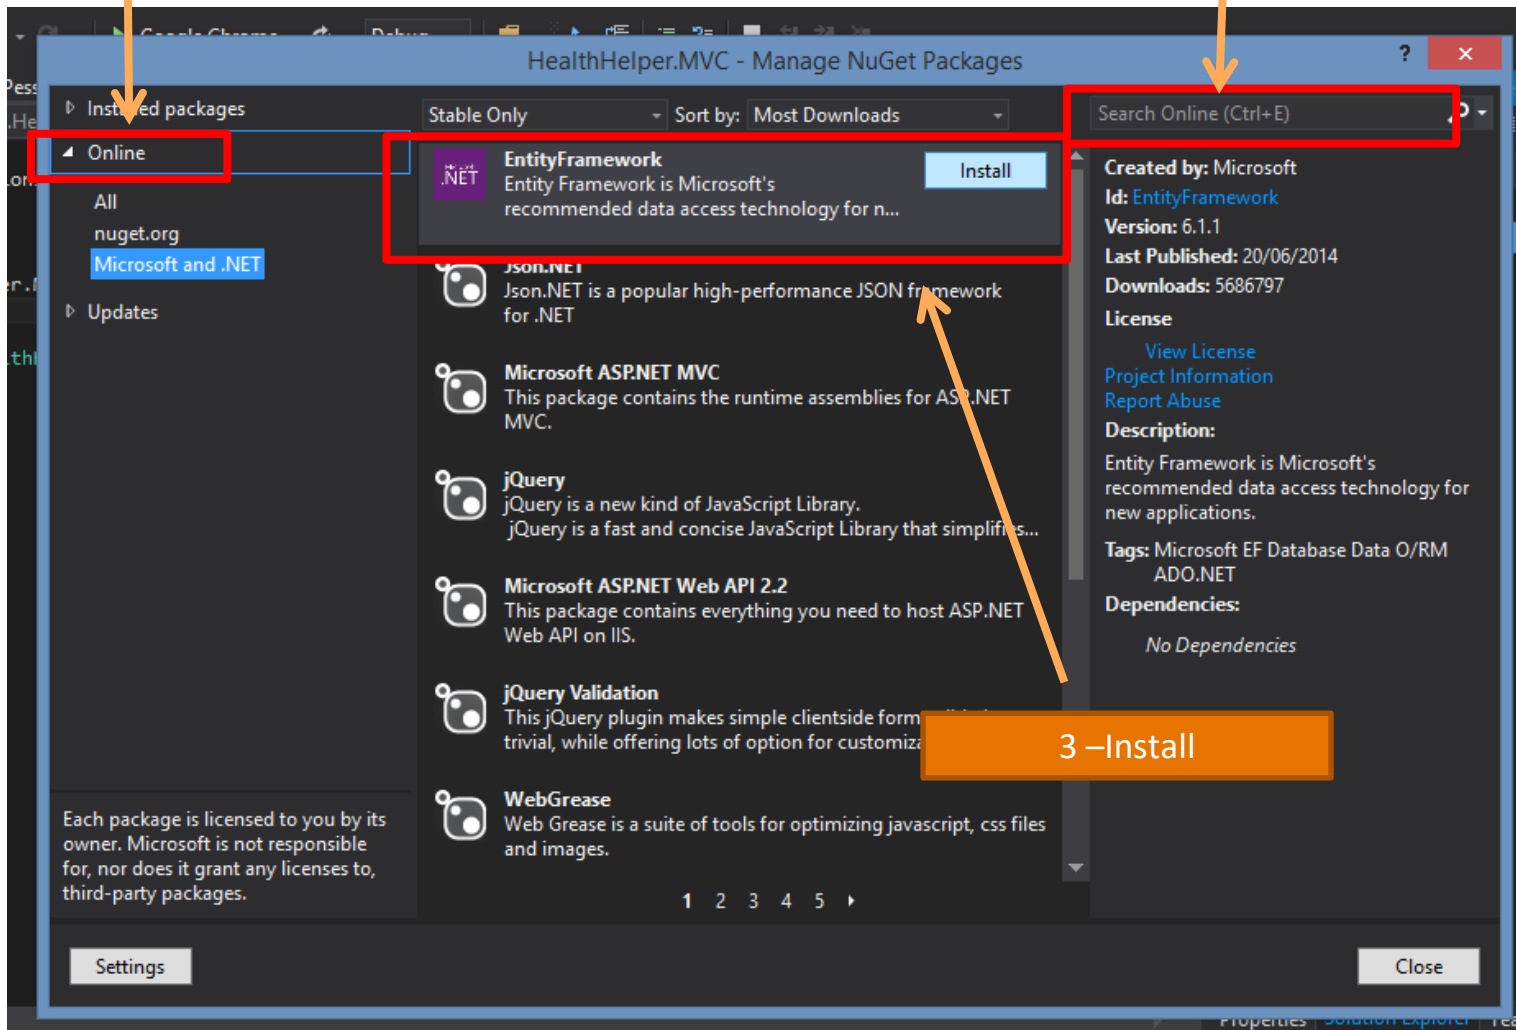 Google Chrome
Debug
HealthHelper.MVC - Manage NuGet Packages
?
Installed packages
Online
All
nuget.org
Microsoft and .NET
Updates
Each package is licensed to you by its
owner. Microsoft is not responsible
for, nor does it grant any licenses to,
third-party packages.
Settings
Stable Only
Sort by: Most Downloads
.NET
EntityFramework
Entity Framework is Microsoft's
recommended data access technology for n...
Install
Json.NET
Json.NET is a popular high-performance JSON framework
for .NET
Microsoft ASP.NET MVC
This package contains the runtime assemblies for ASP.NET
MVC.
jQuery
jQuery is a new kind of JavaScript Library.
jQuery is a fast and concise JavaScript Library that simplifies...
Microsoft ASP.NET Web API 2.2
This package contains everything you need to host ASP.NET
Web API on IIS.
jQuery Validation
This jQuery plugin makes simple clientside form
trivial, while offering lots of option for customiza
WebGrease
Web Grease is a suite of tools for optimizing javascript, css files
and images.
1 2 3 4 5
Search Online (Ctrl+E)
Created by: Microsoft
Id: EntityFramework
Version: 6.1.1
Last Published: 20/06/2014
Downloads: 5686797
License
View License
Project Information
Report Abuse
Description:
Entity Framework is Microsoft's
recommended data access technology for
new applications.
Tags: Microsoft EF Database Data O/RM
ADO.NET
Dependencies:
No Dependencies
3 –Install
Close
Properties Solution Explorer